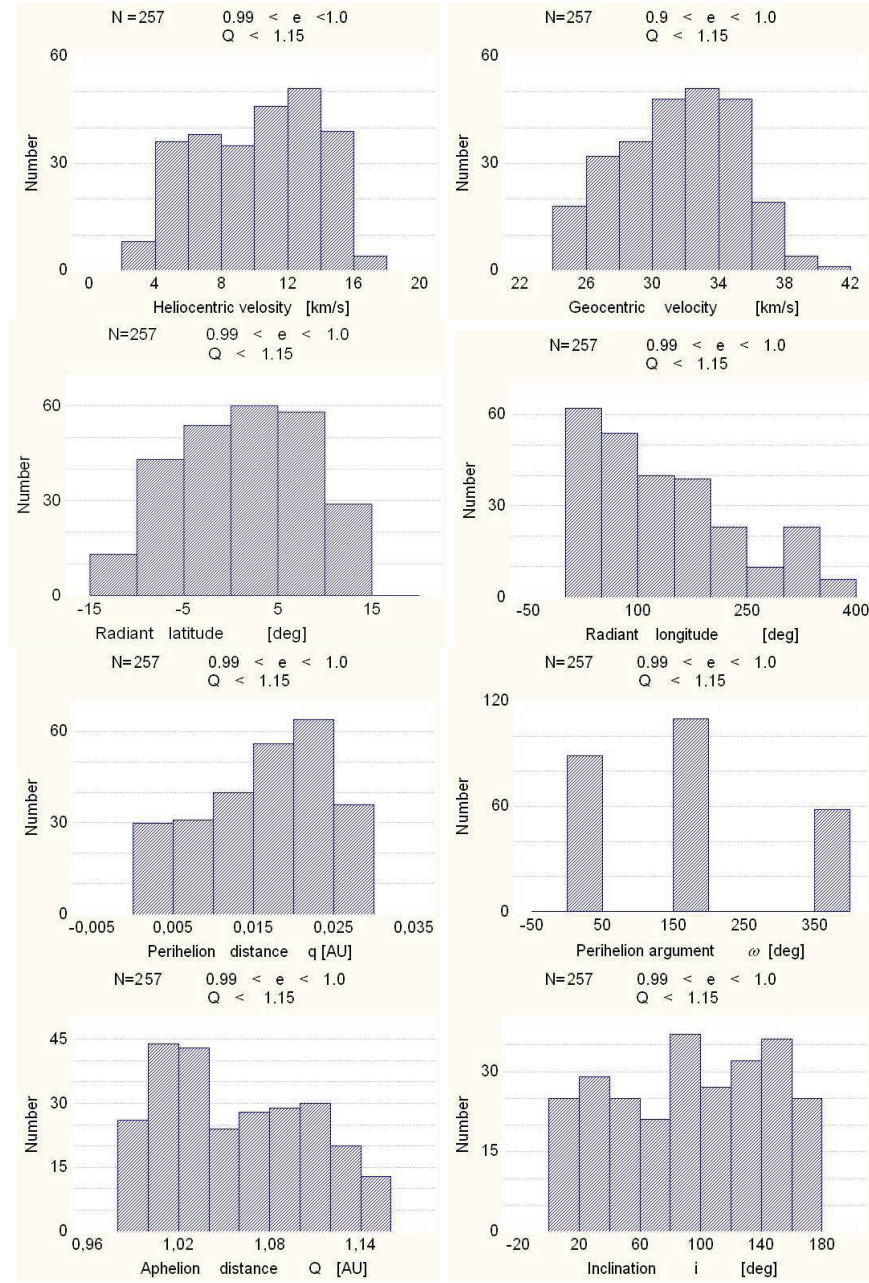 N =257 0.99 < e <1.0
Q < 1.15
60
30
0
Number
0 4 8 12 16 20
Heliocentric velosity [km/s]
N=257 0.9 < e < 1.0
Q < 1.15
60
30
0
Number
22 26 30 34 38 42
Geocentric velocity [km/s]
N=257 0.99 < e < 1.0
Q < 1.15
60
30
0
Number
-15 -5 5 15
Radiant latitude [deg]
N=257 0.99 < e < 1.0
Q < 1.15
60
30
0
Number
-50 100 250 400
Radiant longitude [deg]
N=257 0.99 < e < 1.0
Q < 1.15
60
30
0
Number
-0,005 0,005 0,015 0,025 0,035
Perihelion distance q [AU]
N=257 0.99 < e < 1.0
Q < 1.15
120
60
0
Number
-50 50 150 250 350
Perihelion argument ω [deg]
N=257 0.99 < e < 1.0
Q < 1.15
45
30
15
0
Number
0,96 1,02 1,08 1,14
Aphelion distance Q [AU]
N=257 0.99 < e < 1.0
Q < 1.15
30
15
0
Number
-20 20 60 100 140 180
Inclination i [deg]